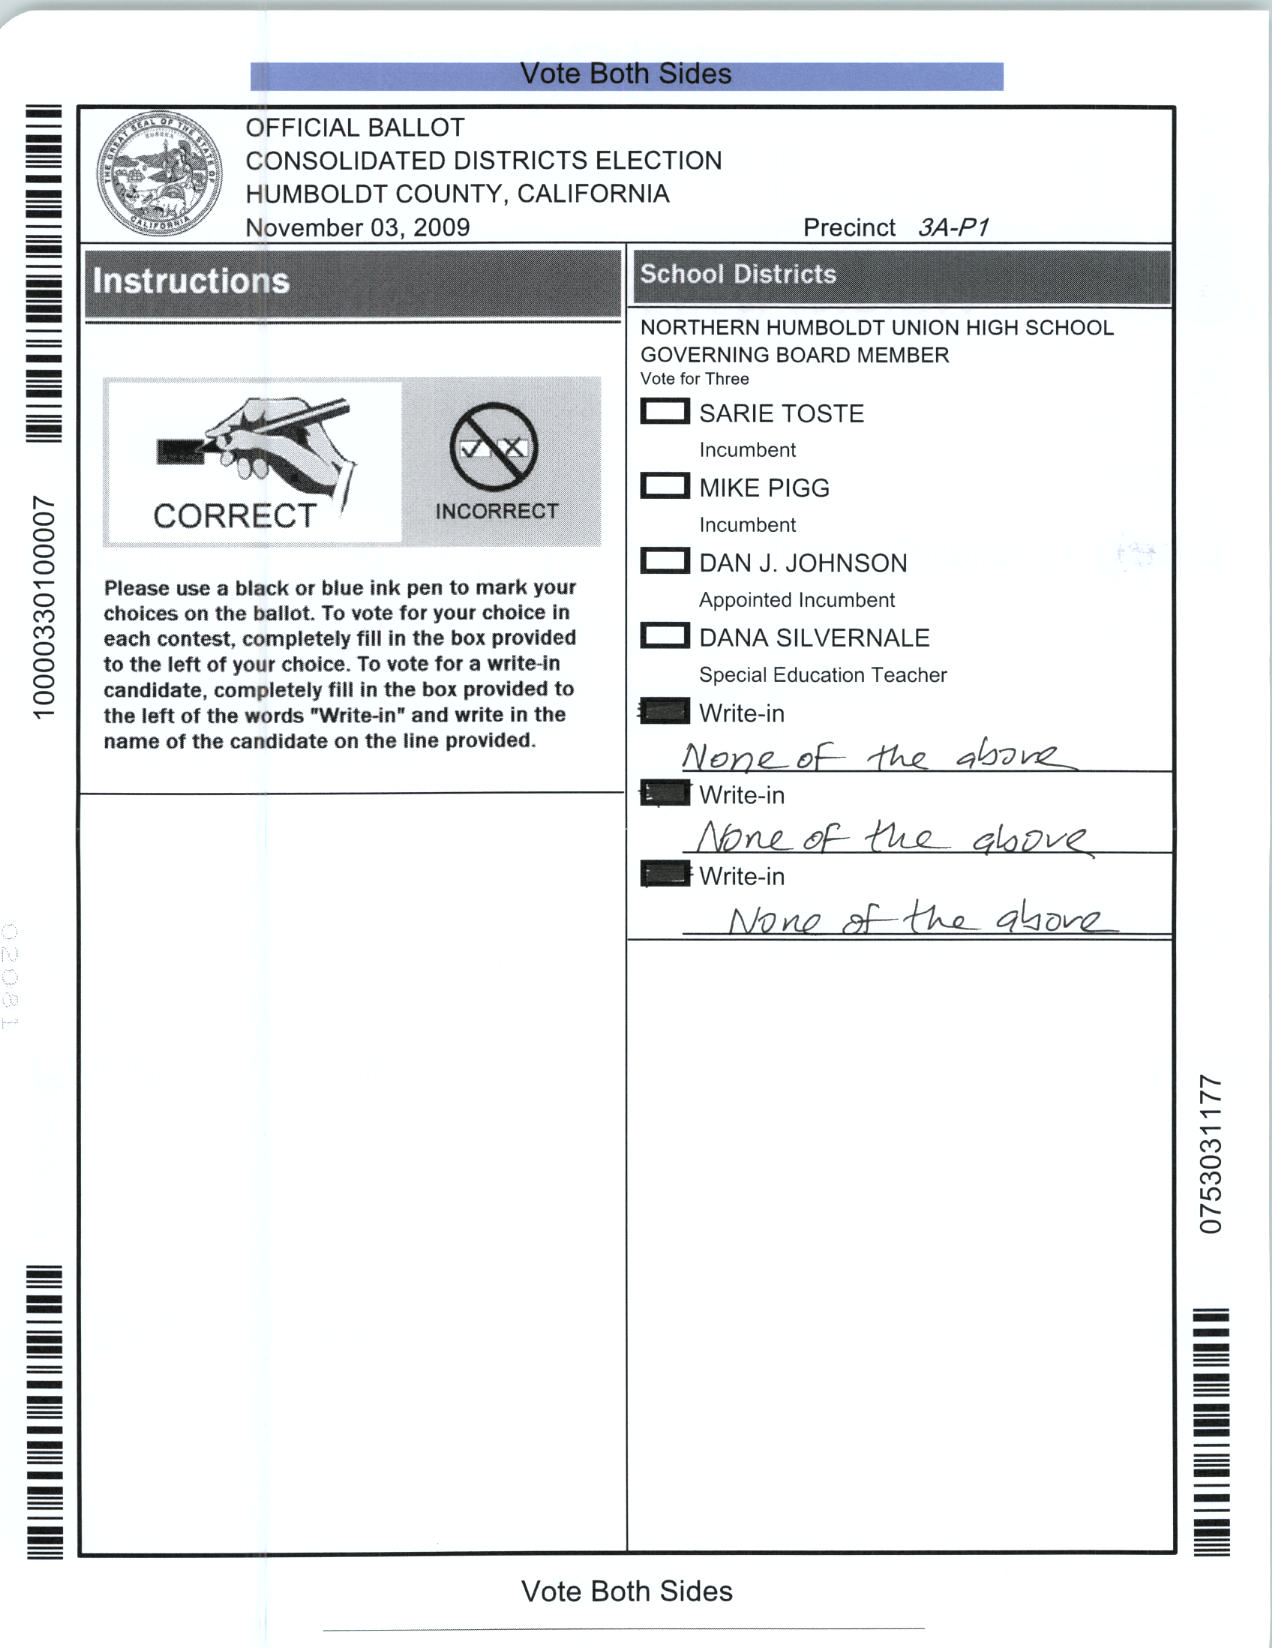 Vote Both Sides
OFFICIAL BALLOT
CONSOLIDATED DISTRICTS ELECTION
HUMBOLDT COUNTY, CALIFORNIA
November 03, 2009
Precinct 3A-P1
THE GREAT SEAL OF THE STATE OF CALIFORNIA
EUREKA
Instructions
CORRECT
INCORRECT
Please use a black or blue ink pen to mark your
choices on the ballot. To vote for your choice in
each contest, completely fill in the box provided
to the left of your choice. To vote for a write-in
candidate, completely fill in the box provided to
the left of the words "Write-in" and write in the
name of the candidate on the line provided.
School Districts
NORTHERN HUMBOLDT UNION HIGH SCHOOL
GOVERNING BOARD MEMBER
Vote for Three
SARIE TOSTE
Incumbent
MIKE PIGG
Incumbent
DAN J. JOHNSON
Appointed Incumbent
DANA SILVERNALE
Special Education Teacher
Write-in
None of the above
Write-in
None of the above
Write-in
None of the above
10000330100007
02081
0753031177
Vote Both Sides